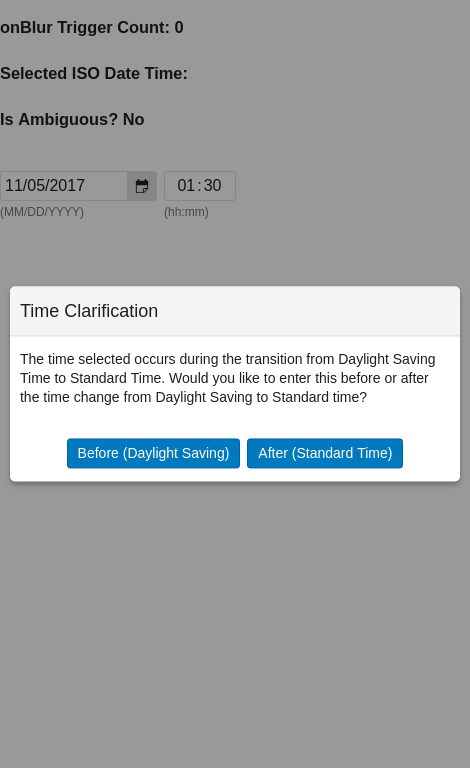 onBlur Trigger Count: 0
Selected ISO Date Time:
Is Ambiguous? No
11/05/2017 01:30
(MM/DD/YYYY) (hh:mm)
Time Clarification
The time selected occurs during the transition from Daylight Saving
Time to Standard Time. Would you like to enter this before or after
the time change from Daylight Saving to Standard time?
Before (Daylight Saving) After (Standard Time)